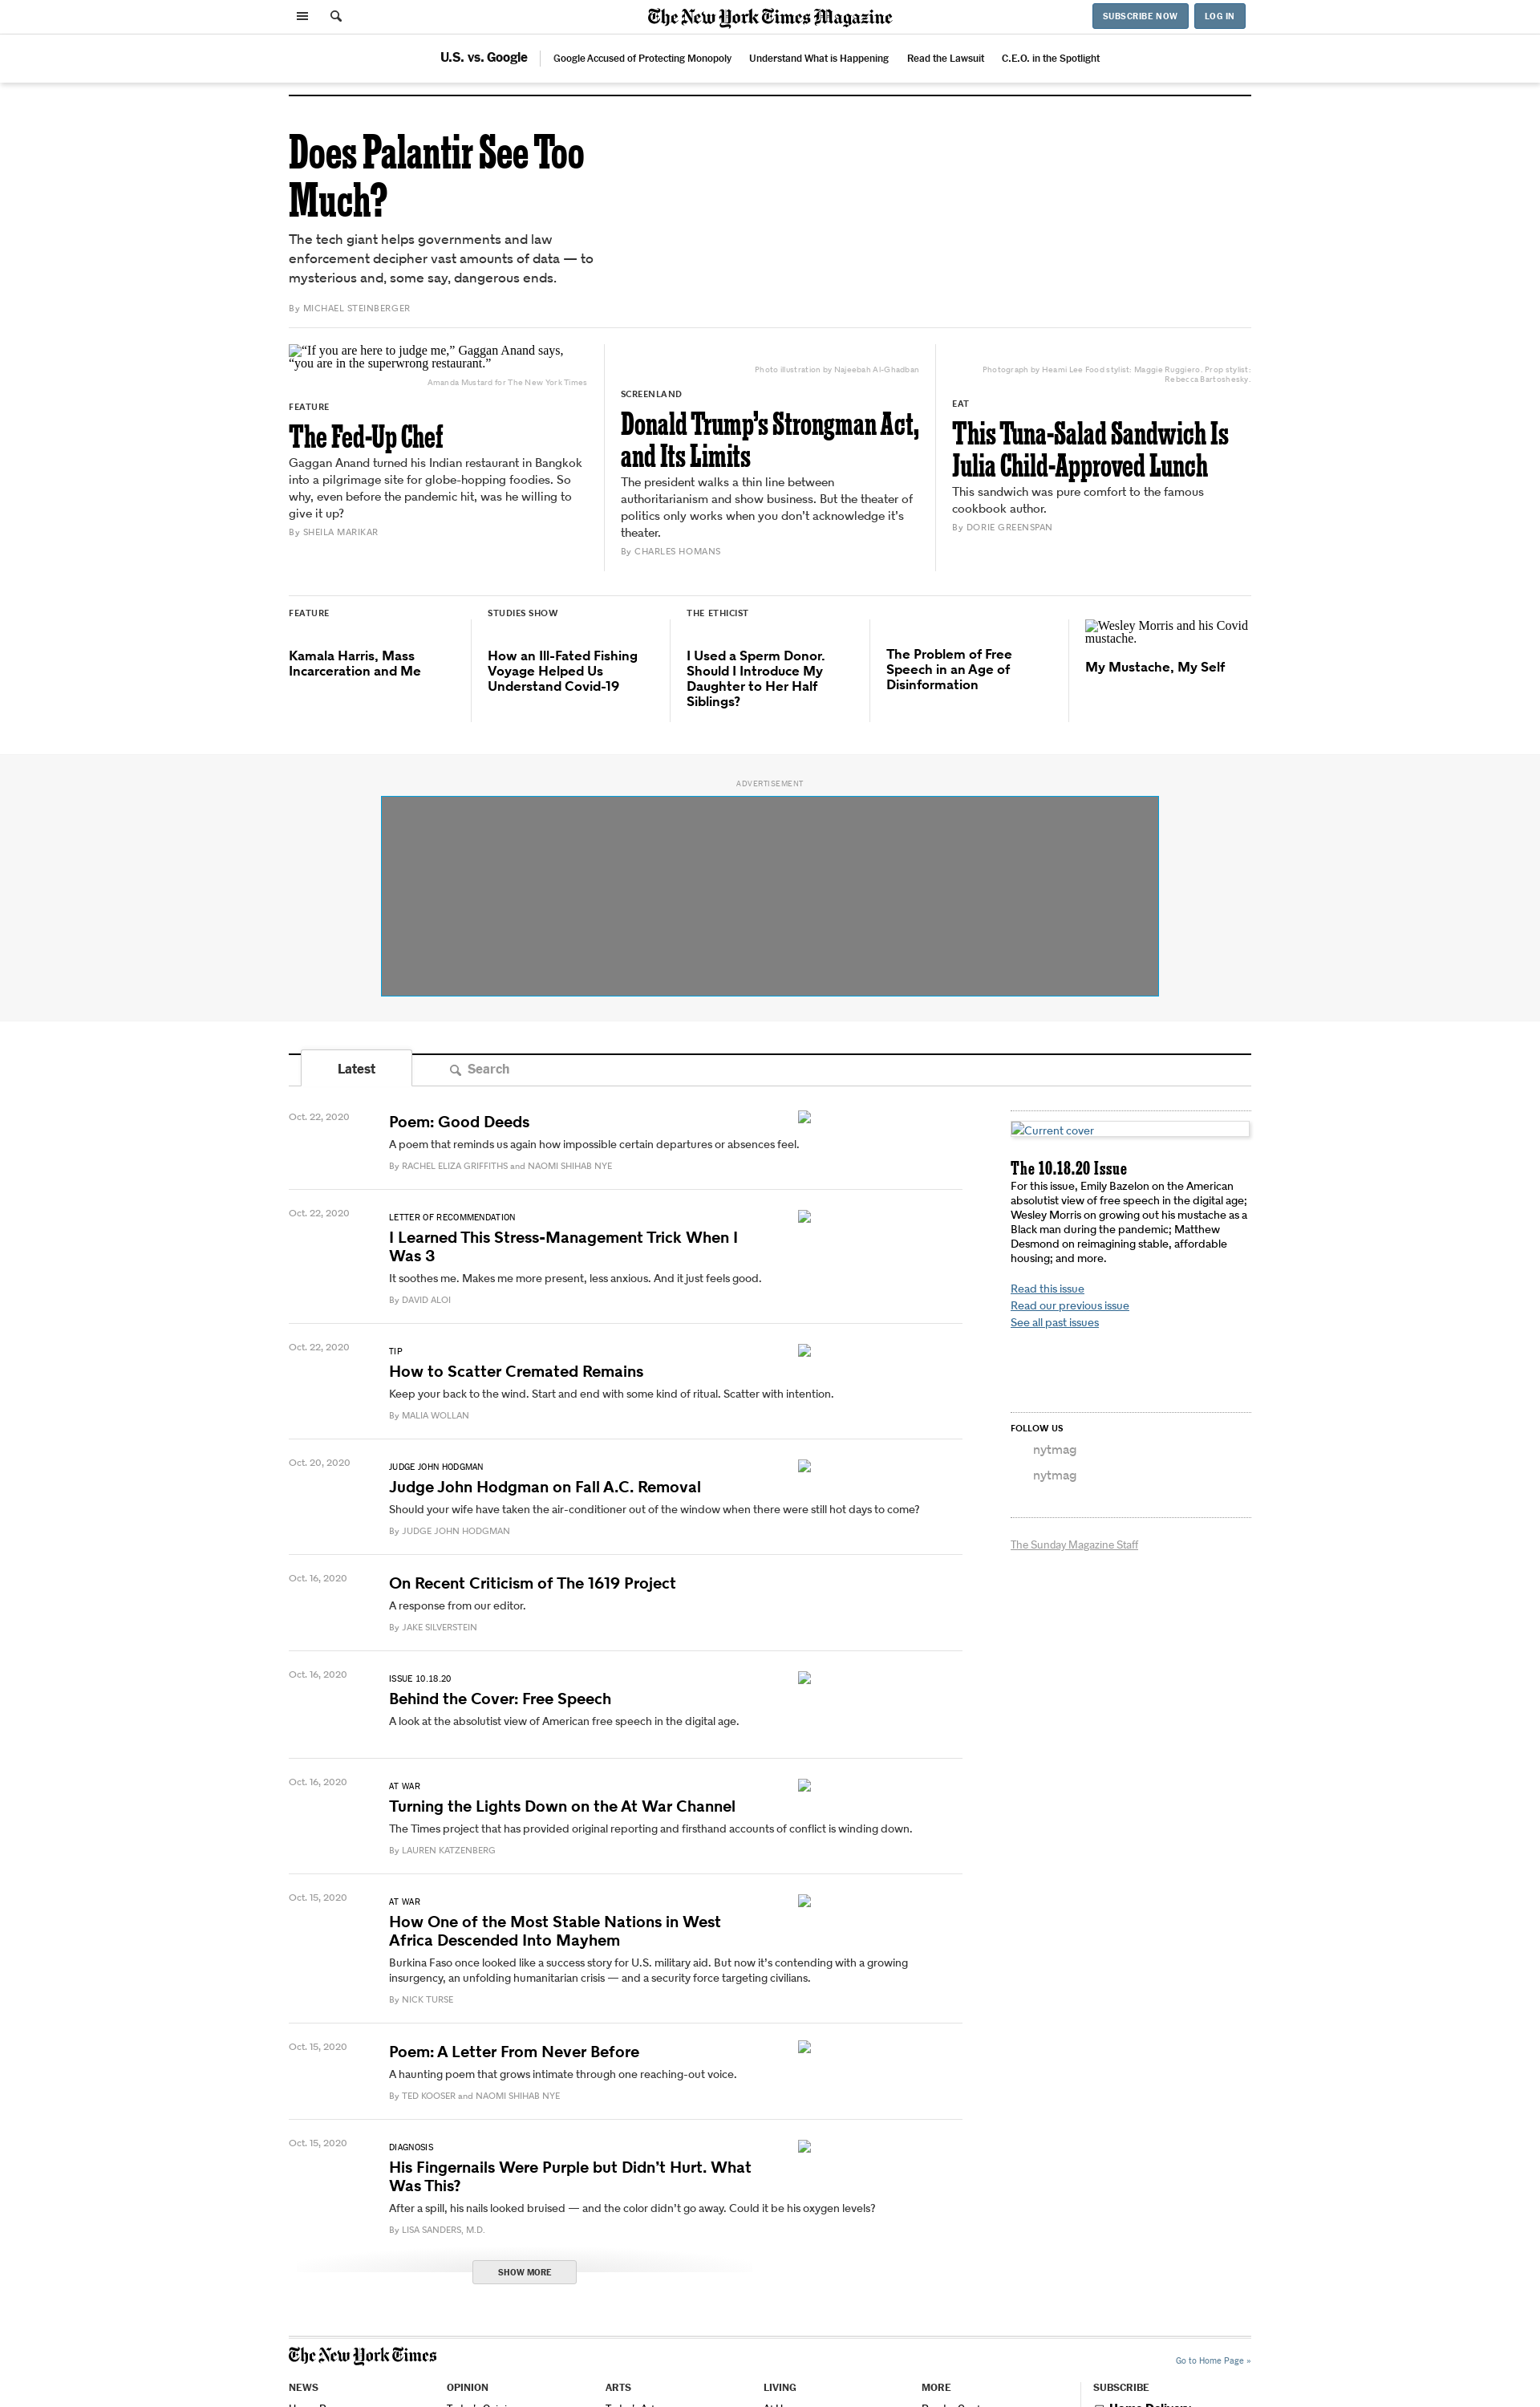 The New York Times Magazine
SUBSCRIBE NOW
LOG IN
U.S. vs. Google
Google Accused of Protecting Monopoly
Understand What is Happening
Read the Lawsuit
C.E.O. in the Spotlight
Does Palantir See Too
Much?
The tech giant helps governments and law
enforcement decipher vast amounts of data — to
mysterious and, some say, dangerous ends.
By MICHAEL STEINBERGER
“If you are here to judge me,” Gaggan Anand says,
“you are in the superwrong restaurant.”
Amanda Mustard for The New York Times
FEATURE
The Fed-Up Chef
Gaggan Anand turned his Indian restaurant in Bangkok
into a pilgrimage site for globe-hopping foodies. So
why, even before the pandemic hit, was he willing to
give it up?
By SHEILA MARIKAR
Photo illustration by Najeebah Al-Ghadban
SCREENLAND
Donald Trump’s Strongman Act,
and Its Limits
The president walks a thin line between
authoritarianism and show business. But the theater of
politics only works when you don’t acknowledge it’s
theater.
By CHARLES HOMANS
Photograph by Heami Lee Food stylist: Maggie Ruggiero. Prop stylist:
Rebecca Bartoshesky.
EAT
This Tuna-Salad Sandwich Is
Julia Child-Approved Lunch
This sandwich was pure comfort to the famous
cookbook author.
By DORIE GREENSPAN
FEATURE
Kamala Harris, Mass
Incarceration and Me
STUDIES SHOW
How an Ill-Fated Fishing
Voyage Helped Us
Understand Covid-19
THE ETHICIST
I Used a Sperm Donor.
Should I Introduce My
Daughter to Her Half
Siblings?
The Problem of Free
Speech in an Age of
Disinformation
Wesley Morris and his Covid
mustache.
My Mustache, My Self
ADVERTISEMENT
Latest
Search
Oct. 22, 2020
Poem: Good Deeds
A poem that reminds us again how impossible certain departures or absences feel.
By RACHEL ELIZA GRIFFITHS and NAOMI SHIHAB NYE
Oct. 22, 2020
LETTER OF RECOMMENDATION
I Learned This Stress-Management Trick When I
Was 3
It soothes me. Makes me more present, less anxious. And it just feels good.
By DAVID ALOI
Oct. 22, 2020
TIP
How to Scatter Cremated Remains
Keep your back to the wind. Start and end with some kind of ritual. Scatter with intention.
By MALIA WOLLAN
Oct. 20, 2020
JUDGE JOHN HODGMAN
Judge John Hodgman on Fall A.C. Removal
Should your wife have taken the air-conditioner out of the window when there were still hot days to come?
By JUDGE JOHN HODGMAN
Oct. 16, 2020
On Recent Criticism of The 1619 Project
A response from our editor.
By JAKE SILVERSTEIN
Oct. 16, 2020
ISSUE 10.18.20
Behind the Cover: Free Speech
A look at the absolutist view of American free speech in the digital age.
Oct. 16, 2020
AT WAR
Turning the Lights Down on the At War Channel
The Times project that has provided original reporting and firsthand accounts of conflict is winding down.
By LAUREN KATZENBERG
Oct. 15, 2020
AT WAR
How One of the Most Stable Nations in West
Africa Descended Into Mayhem
Burkina Faso once looked like a success story for U.S. military aid. But now it’s contending with a growing
insurgency, an unfolding humanitarian crisis — and a security force targeting civilians.
By NICK TURSE
Oct. 15, 2020
Poem: A Letter From Never Before
A haunting poem that grows intimate through one reaching-out voice.
By TED KOOSER and NAOMI SHIHAB NYE
Oct. 15, 2020
DIAGNOSIS
His Fingernails Were Purple but Didn’t Hurt. What
Was This?
After a spill, his nails looked bruised — and the color didn’t go away. Could it be his oxygen levels?
By LISA SANDERS, M.D.
SHOW MORE
Current cover
The 10.18.20 Issue
For this issue, Emily Bazelon on the American
absolutist view of free speech in the digital age;
Wesley Morris on growing out his mustache as a
Black man during the pandemic; Matthew
Desmond on reimagining stable, affordable
housing; and more.
Read this issue
Read our previous issue
See all past issues
FOLLOW US
nytmag
nytmag
The Sunday Magazine Staff
The New York Times
Go to Home Page »
NEWS
OPINION
ARTS
LIVING
MORE
SUBSCRIBE